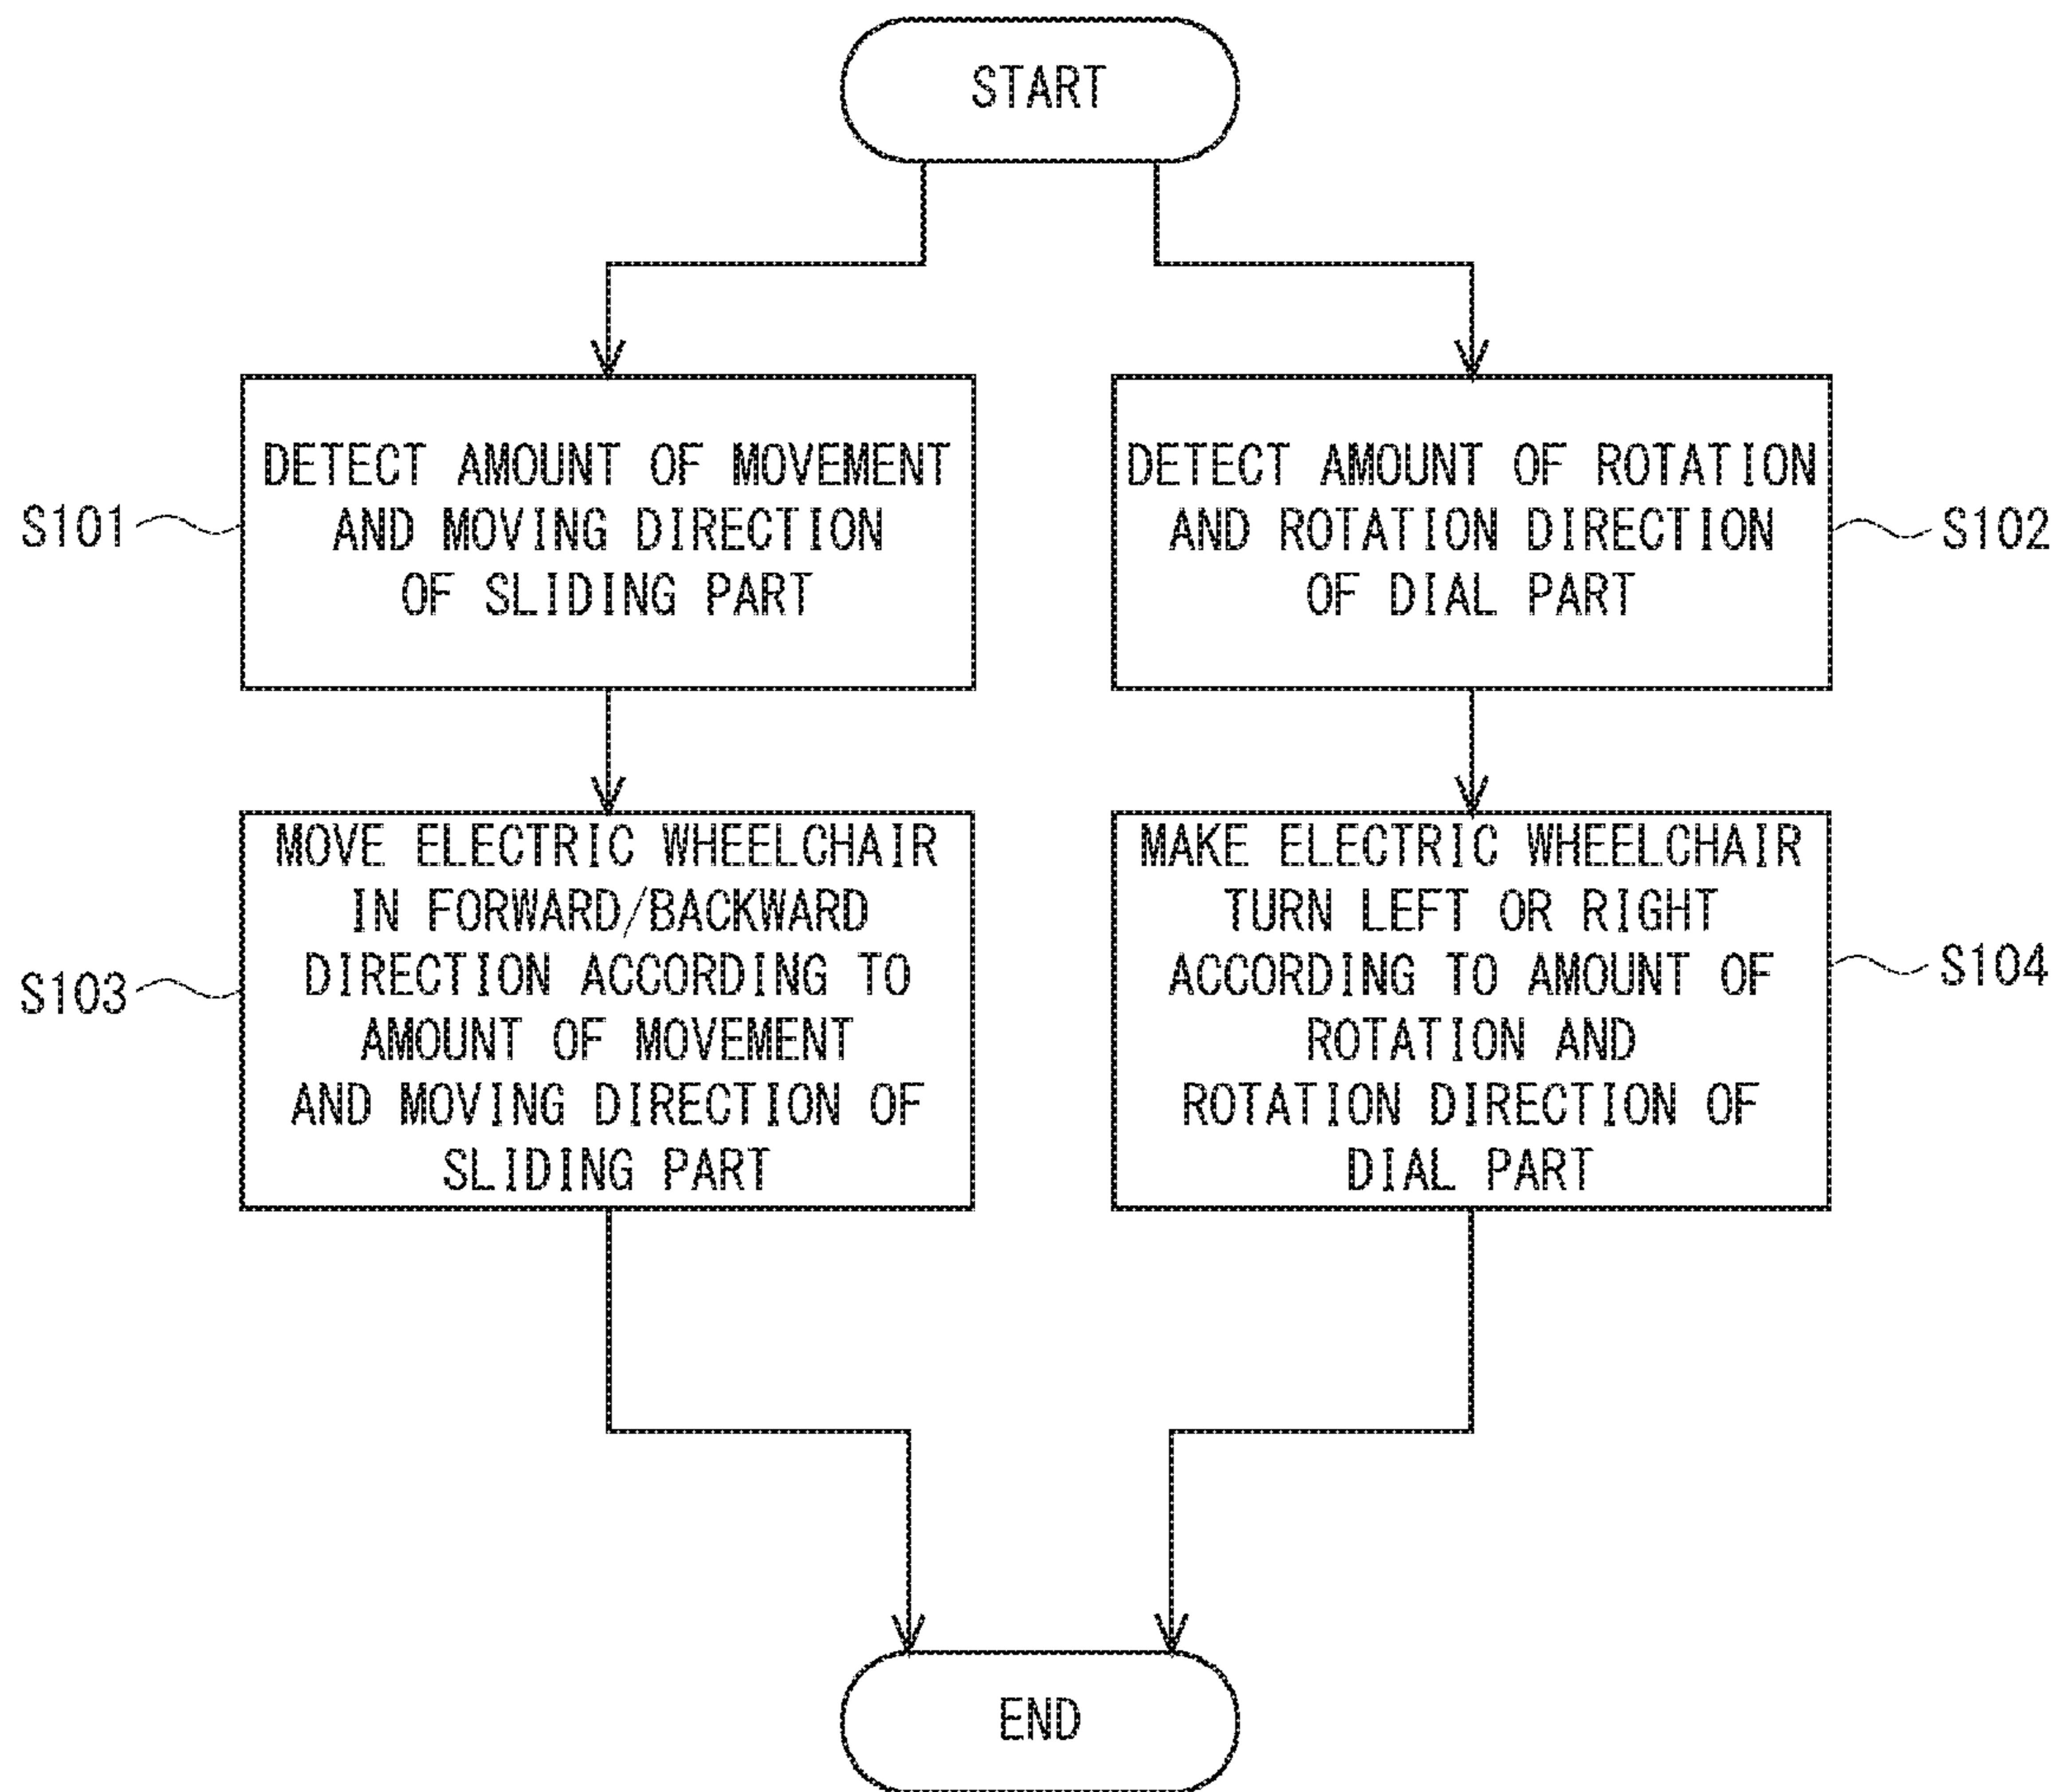 START
DETECT AMOUNT OF MOVEMENT
AND MOVING DIRECTION
OF SLIDING PART
S101
DETECT AMOUNT OF ROTATION
AND ROTATION DIRECTION
OF DIAL PART
S102
MOVE ELECTRIC WHEELCHAIR
IN FORWARD/BACKWARD
DIRECTION ACCORDING TO
AMOUNT OF MOVEMENT
AND MOVING DIRECTION OF
SLIDING PART
S103
MAKE ELECTRIC WHEELCHAIR
TURN LEFT OR RIGHT
ACCORDING TO AMOUNT OF
ROTATION AND
ROTATION DIRECTION OF
DIAL PART
S104
END